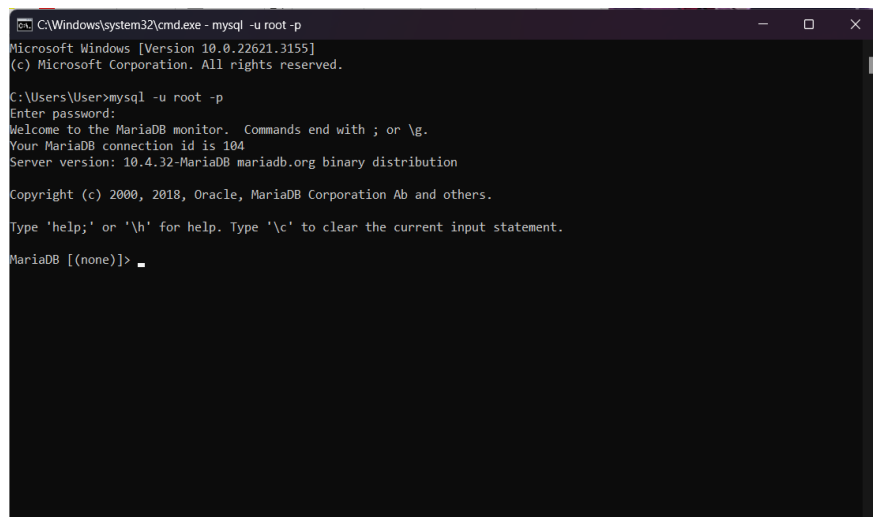 C:\Windows\system32\cmd.exe - mysql -u root -p
Microsoft Windows [Version 10.0.22621.3155]
(c) Microsoft Corporation. All rights reserved.
C:\Users\User>mysql -u root -p
Enter password:
Welcome to the MariaDB monitor.  Commands end with ; or \g.
Your MariaDB connection id is 104
Server version: 10.4.32-MariaDB mariadb.org binary distribution
Copyright (c) 2000, 2018, Oracle, MariaDB Corporation Ab and others.
Type 'help;' or '\h' for help. Type '\c' to clear the current input statement.
MariaDB [(none)]>